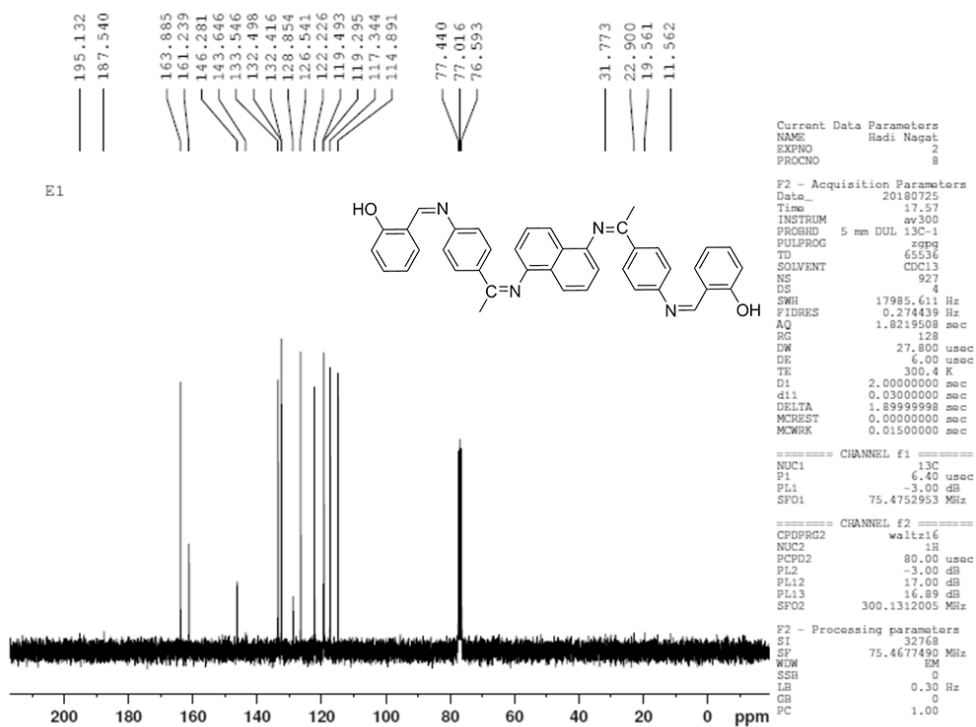 195.132
187.540
163.885
161.239
146.281
143.646
133.546
132.498
132.416
128.854
126.541
122.226
119.493
119.295
117.344
114.891
77.440
77.016
76.593
31.773
22.900
19.561
11.562
E1
HO
N
N
C
N
C
N
OH
Current Data Parameters
NAME Hadi Nagat
EXPNO 2
PROCNO 8
F2 - Acquisition Parameters
Date_ 20180725
Time 17.57
INSTRUM av300
PROBHD 5 mm DUL 13C-1
PULPROG zgpg
TD 65536
SOLVENT CDCl3
NS 927
DS 4
SWH 17985.611 Hz
FIDRES 0.274439 Hz
AQ 1.8219508 sec
RG 128
DW 27.800 usec
DE 6.00 usec
TE 300.4 K
D1 2.00000000 sec
d11 0.03000000 sec
DELTA 1.89999998 sec
MCREST 0.00000000 sec
MCWRK 0.01500000 sec
======== CHANNEL f1 ========
NUC1 13C
P1 6.40 usec
PL1 -3.00 dB
SFO1 75.4752953 MHz
======== CHANNEL f2 ========
CPDPRG2 waltz16
NUC2 1H
PCPD2 80.00 usec
PL2 -3.00 dB
PL12 17.00 dB
PL13 16.89 dB
SFO2 300.1312005 MHz
F2 - Processing parameters
SI 32768
SF 75.4677490 MHz
WDW EM
SSB 0
LB 0.30 Hz
GB 0
PC 1.00
200 180 160 140 120 100 80 60 40 20 0 ppm